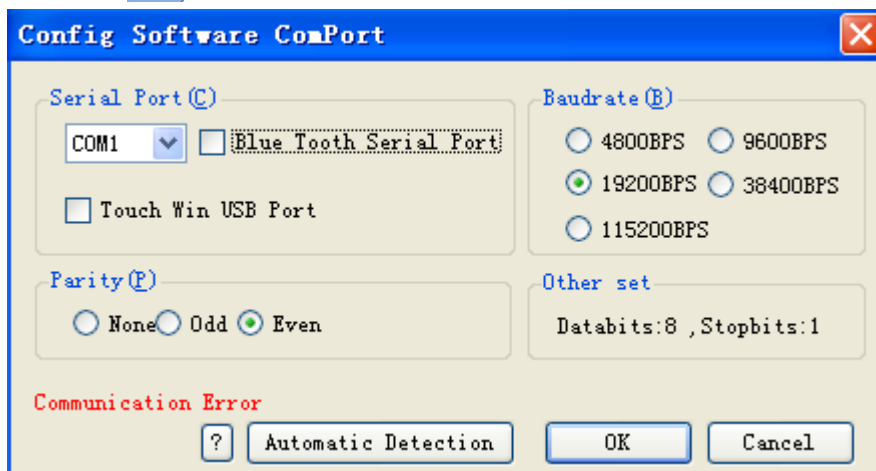 Config Software ComPort
Serial Port(C)
COM1 Blue Tooth Serial Port
Touch Win USB Port
Baudrate(B)
4800BPS 9600BPS
19200BPS 38400BPS
115200BPS
Parity(P)
None Odd Even
Other set
Databits:8 ,Stopbits:1
Communication Error
? Automatic Detection OK Cancel